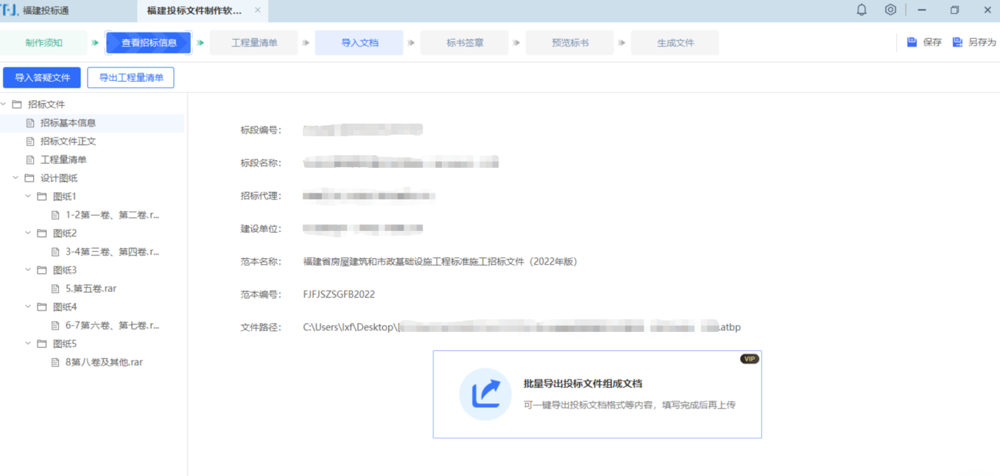 福建投标通
福建投标文件制作软...
制作须知
查看招标信息
工程量清单
导入文档
标书签章
预览标书
生成文件
保存
另存为
导入答疑文件
导出工程量清单
招标文件
招标基本信息
招标文件正文
工程量清单
设计图纸
图纸1
1-2第一卷、第二卷.r...
图纸2
3-4第三卷、第四卷.r...
图纸3
5.第五卷.rar
图纸4
6-7第六卷、第七卷.r...
图纸5
8第八卷及其他.rar
标段编号：
标段名称：
招标代理：
建设单位：
范本名称： 福建省房屋建筑和市政基础设施工程标准施工招标文件（2022年版）
范本编号： FJFJSZSGFB2022
文件路径： C:\Users\lxf\Desktop\[ .atbp
VIP
批量导出投标文件组成文档
可一键导出投标文档格式等内容，填写完成后再上传